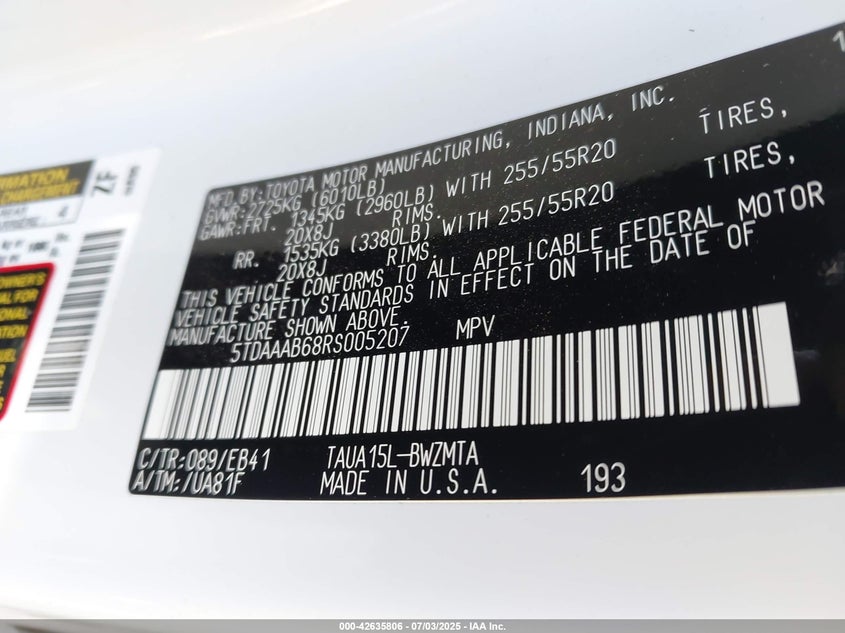 1
MFD.BY:TOYOTA MOTOR MANUFACTURING, INDIANA, INC.
GVWR:2725KG (6010LB)
GAWR:FRT. 1345KG (2960LB) WITH 255/55R20 TIRES,
20X8J RIMS.
RR. 1535KG (3380LB) WITH 255/55R20 TIRES,
20X8J RIMS.
THIS VEHICLE CONFORMS TO ALL APPLICABLE FEDERAL MOTOR
VEHICLE SAFETY STANDARDS IN EFFECT ON THE DATE OF
MANUFACTURE SHOWN ABOVE.
5TDAAAB68RS005207 MPV
C/TR:089/EB41 TAUA15L-BWZMTA
A/TM:-/UA81F MADE IN U.S.A. 193
ZF
4
000-42635806 - 07/03/2025 - IAA Inc.